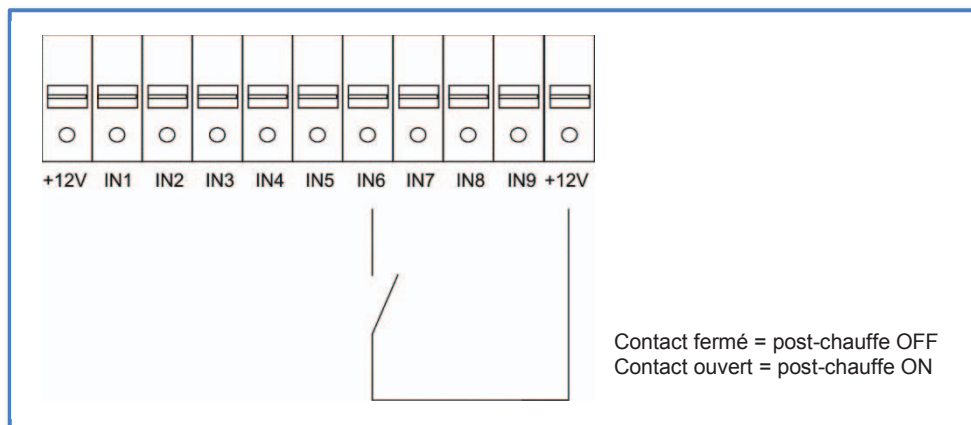 +12V IN1 IN2 IN3 IN4 IN5 IN6 IN7 IN8 IN9 +12V
Contact fermé = post-chauffe OFF
Contact ouvert = post-chauffe ON